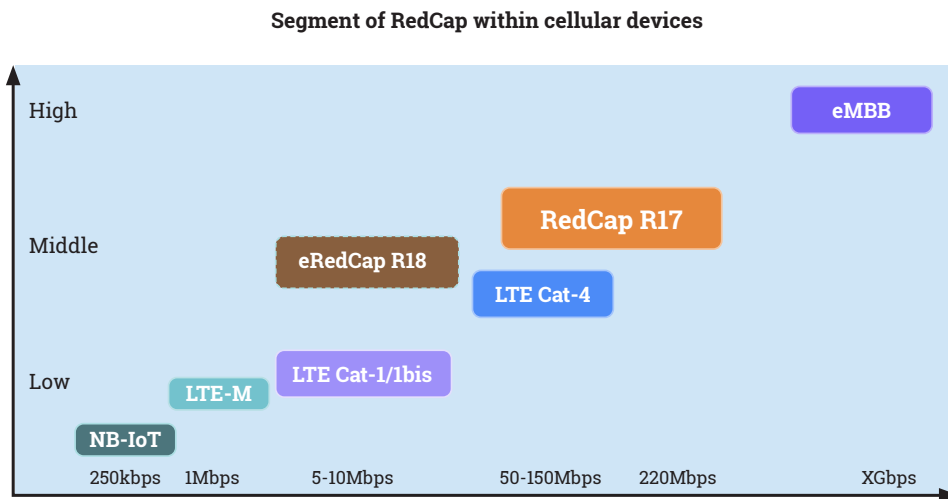 Segment of RedCap within cellular devices
High
eMBB
RedCap R17
Middle
eRedCap R18
LTE Cat-4
Low
LTE Cat-1/1bis
LTE-M
NB-IoT
250kbps 1Mbps 5-10Mbps 50-150Mbps 220Mbps XGbps